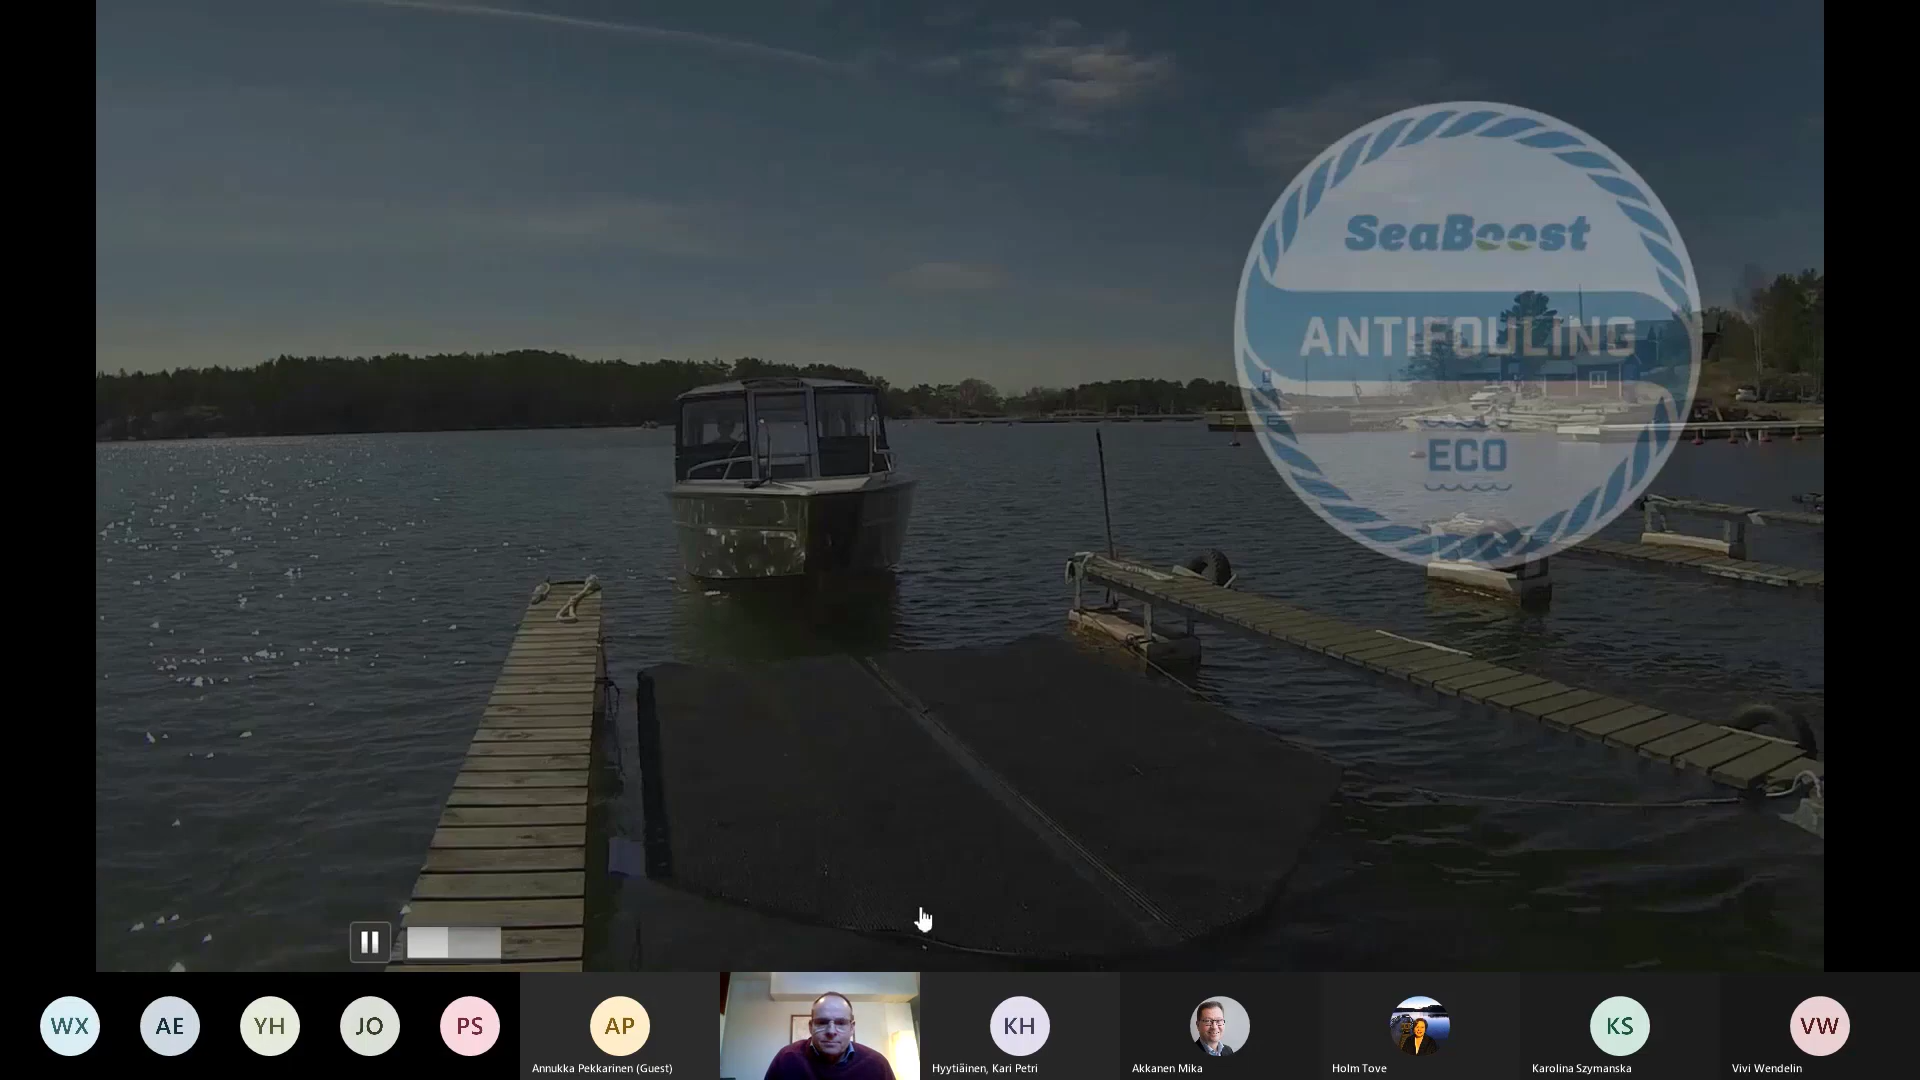 SeaBoost
ANTIFOULING
ECO
WX
AE
YH
JO
PS
AP
KH
KS
VW
Annukka Pekkarinen (Guest)
Hyytiäinen, Kari Petri
Akkanen Mika
Holm Tove
Karolina Szymanska
Vivi Wendelin